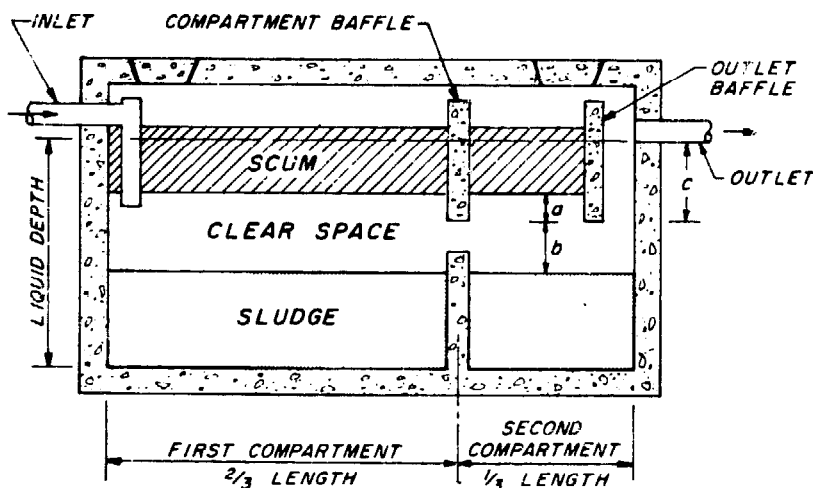 INLET
COMPARTMENT BAFFLE
OUTLET
BAFFLE
SCUM
OUTLET
a
c
CLEAR SPACE
b
LIQUID DEPTH
SLUDGE
FIRST COMPARTMENT
2/3 LENGTH
SECOND
COMPARTMENT
1/3 LENGTH